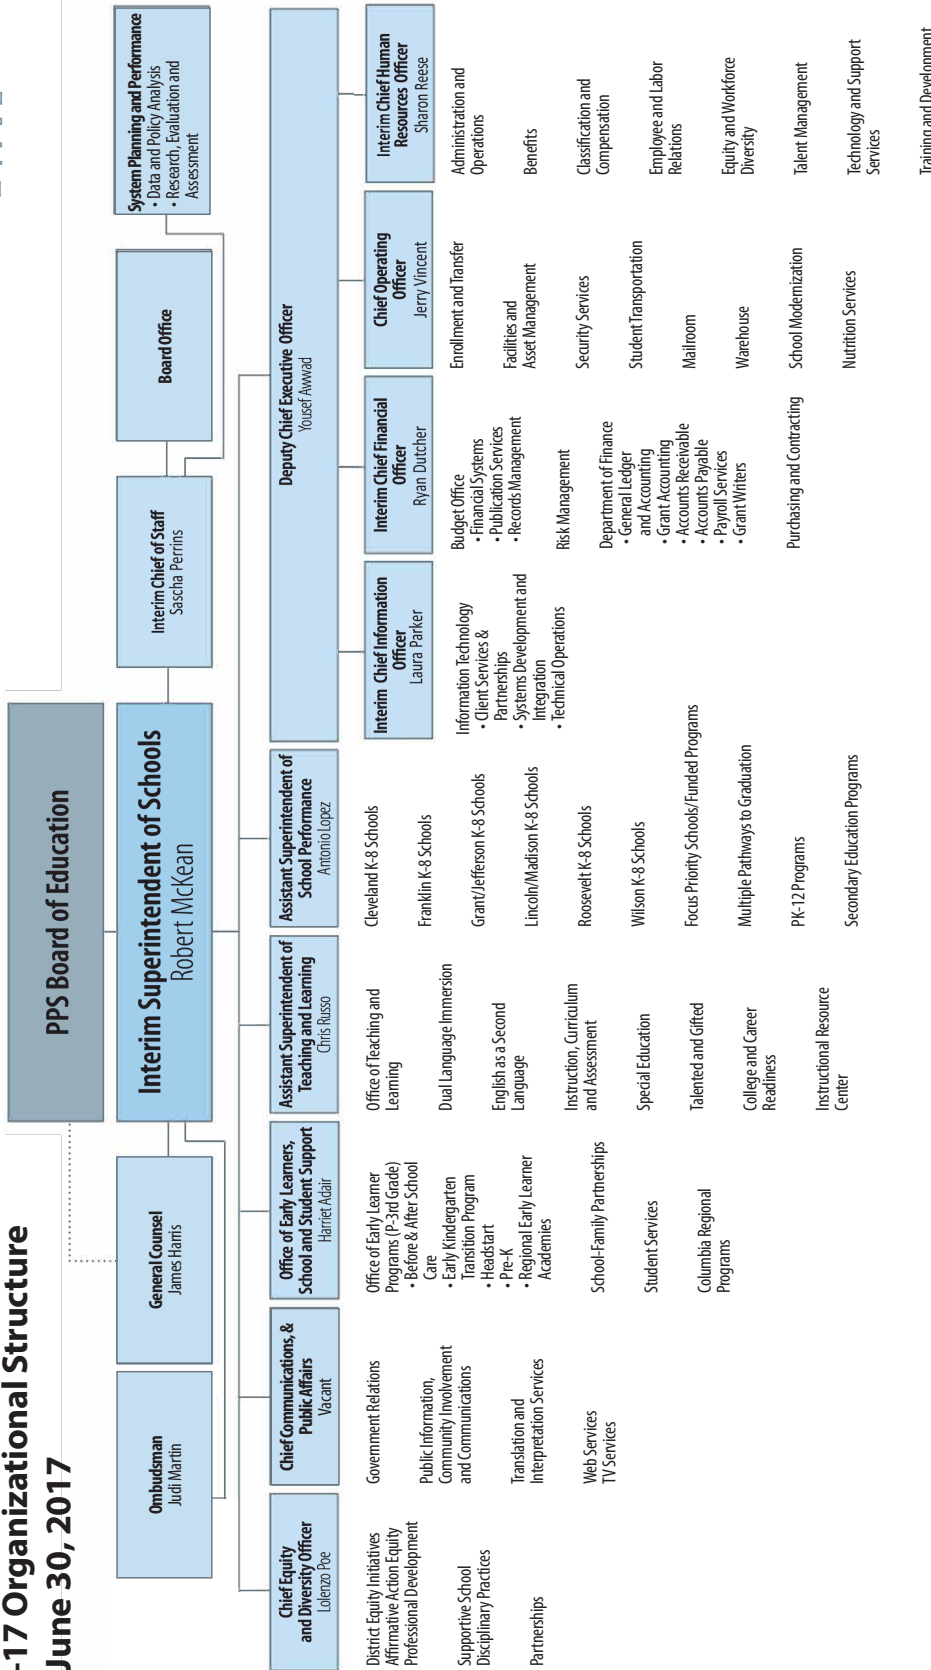 -17 Organizational Structure
June 30, 2017
PPS Board of Education
Ombudsman
Judi Martin
General Counsel
James Harris
Interim Superintendent of Schools
Robert McKean
Interim Chief of Staff
Sascha Perrins
Board Office
System Planning and Performance
• Data and Policy Analysis
• Research, Evaluation and
Assessment
Chief Equity
and Diversity Officer
Lolenzo Poe
District Equity Initiatives
Affirmative Action Equity
Professional Development
Supportive School
Disciplinary Practices
Partnerships
Chief Communications, &
Public Affairs
Vacant
Government Relations
Public Information,
Community Involvement
and Communications
Translation and
Interpretation Services
Web Services
TV Services
Office of Early Learners,
School and Student Support
Harriet Adair
Office of Early Learner
Programs (P-3rd Grade)
• Before & After School
Care
• Early Kindergarten
Transition Program
• Headstart
• Pre-K
• Regional Early Learner
Academies
School-Family Partnerships
Student Services
Columbia Regional
Programs
Assistant Superintendent of
Teaching and Learning
Chris Russo
Office of Teaching and
Learning
Dual Language Immersion
English as a Second
Language
Instruction, Curriculum
and Assessment
Special Education
Talented and Gifted
College and Career
Readiness
Instructional Resource
Center
Assistant Superintendent of
School Performance
Antonio Lopez
Cleveland K-8 Schools
Franklin K-8 Schools
Grant/Jefferson K-8 Schools
Lincoln/Madison K-8 Schools
Roosevelt K-8 Schools
Wilson K-8 Schools
Focus Priority Schools/Funded Programs
Multiple Pathways to Graduation
PK-12 Programs
Secondary Education Programs
Deputy Chief Executive Officer
Yousef Awwad
Interim Chief Information
Officer
Laura Parker
Information Technology
• Client Services &
Partnerships
• Systems Development and
Integration
• Technical Operations
Interim Chief Financial
Officer
Ryan Dutcher
Budget Office
• Financial Systems
• Publication Services
• Records Management
Risk Management
Department of Finance
• General Ledger
and Accounting
• Grant Accounting
• Accounts Receivable
• Accounts Payable
• Payroll Services
• Grant Writers
Purchasing and Contracting
Chief Operating
Officer
Jerry Vincent
Enrollment and Transfer
Facilities and
Asset Management
Security Services
Student Transportation
Mailroom
Warehouse
School Modernization
Nutrition Services
Interim Chief Human
Resources Officer
Sharon Reese
Administration and
Operations
Benefits
Classification and
Compensation
Employee and Labor
Relations
Equity and Workforce
Diversity
Talent Management
Technology and Support
Services
Training and Development